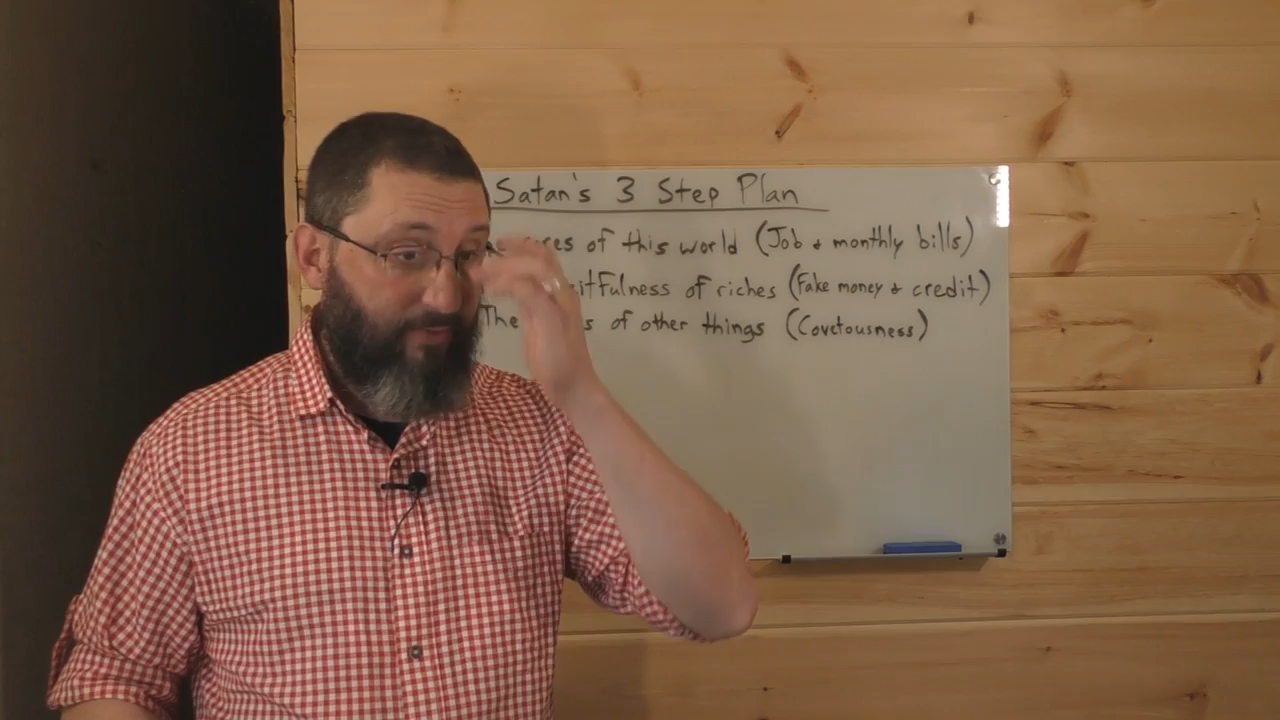 Satan's 3 Step Plan
of this world (Job & monthly bills)
of riches (Fake money & credit)
The of other things (Covetousness)